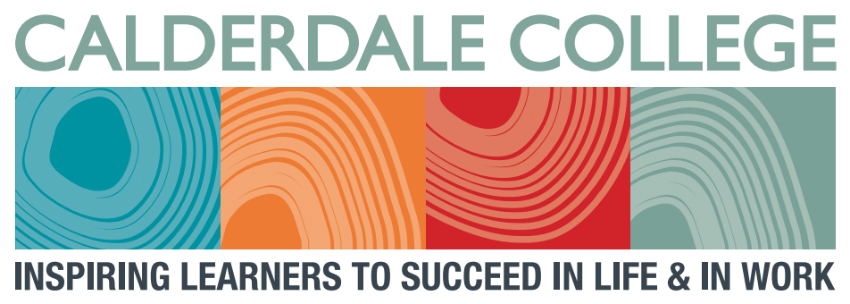 CALDERDALE COLLEGE
INSPIRING LEARNERS TO SUCCEED IN LIFE & IN WORK